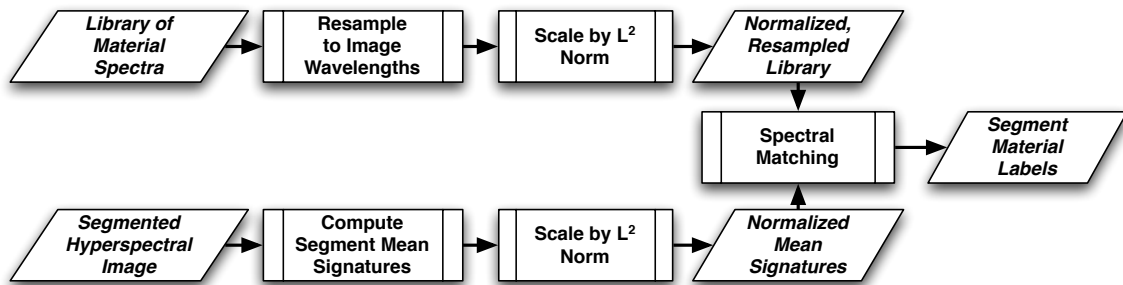 Library of
Material
Spectra
Resample
to Image
Wavelengths
Scale by L²
Norm
Normalized,
Resampled
Library
Spectral
Matching
Segment
Material
Labels
Segmented
Hyperspectral
Image
Compute
Segment Mean
Signatures
Scale by L²
Norm
Normalized
Mean
Signatures